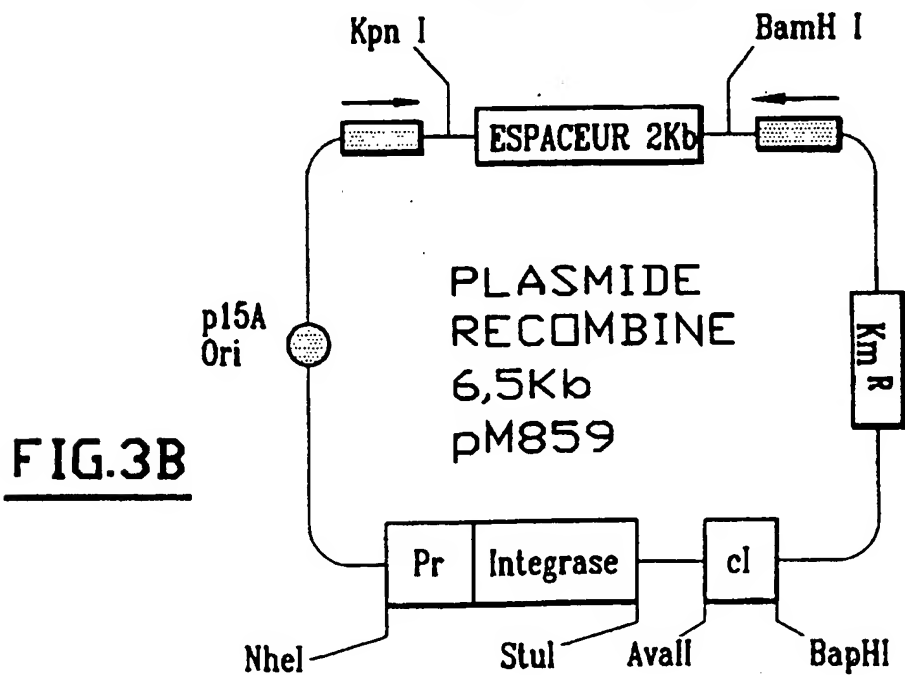 Kpn I
BamH I
ESPACEUR 2Kb
p15A
Ori
PLASMIDE
RECOMBINE
6,5Kb
pM859
Km R
FIG.3B
Pr
Integrase
cI
NheI
StuI
AvaII
BapHI